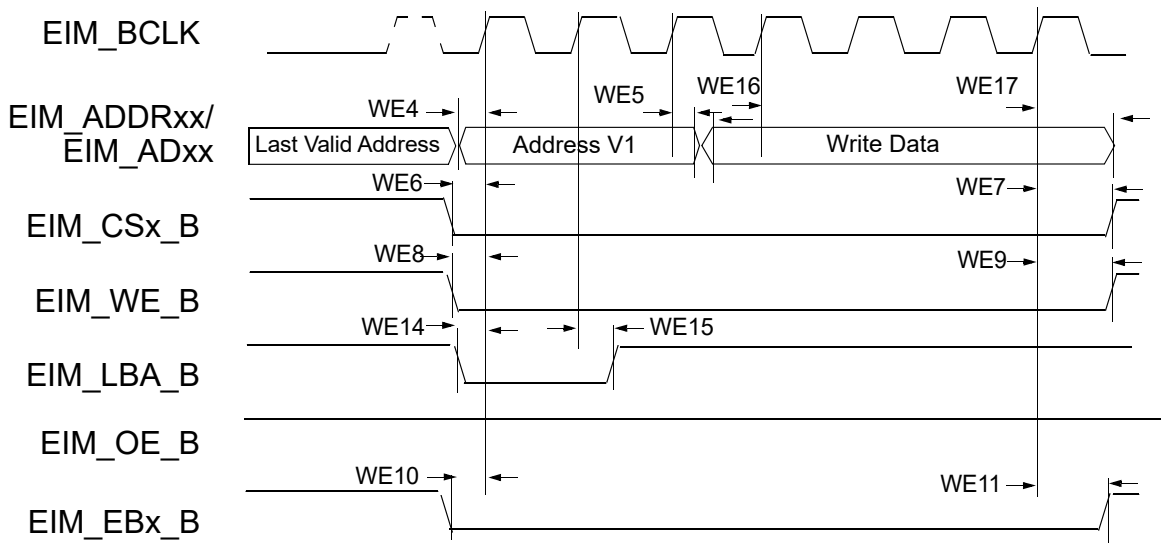 EIM_BCLK
WE4
WE5
WE16
WE17
EIM_ADDRxx/
EIM_ADxx
Last Valid Address
Address V1
Write Data
WE6
WE7
EIM_CSx_B
WE8
WE9
EIM_WE_B
WE14
WE15
EIM_LBA_B
EIM_OE_B
WE10
WE11
EIM_EBx_B